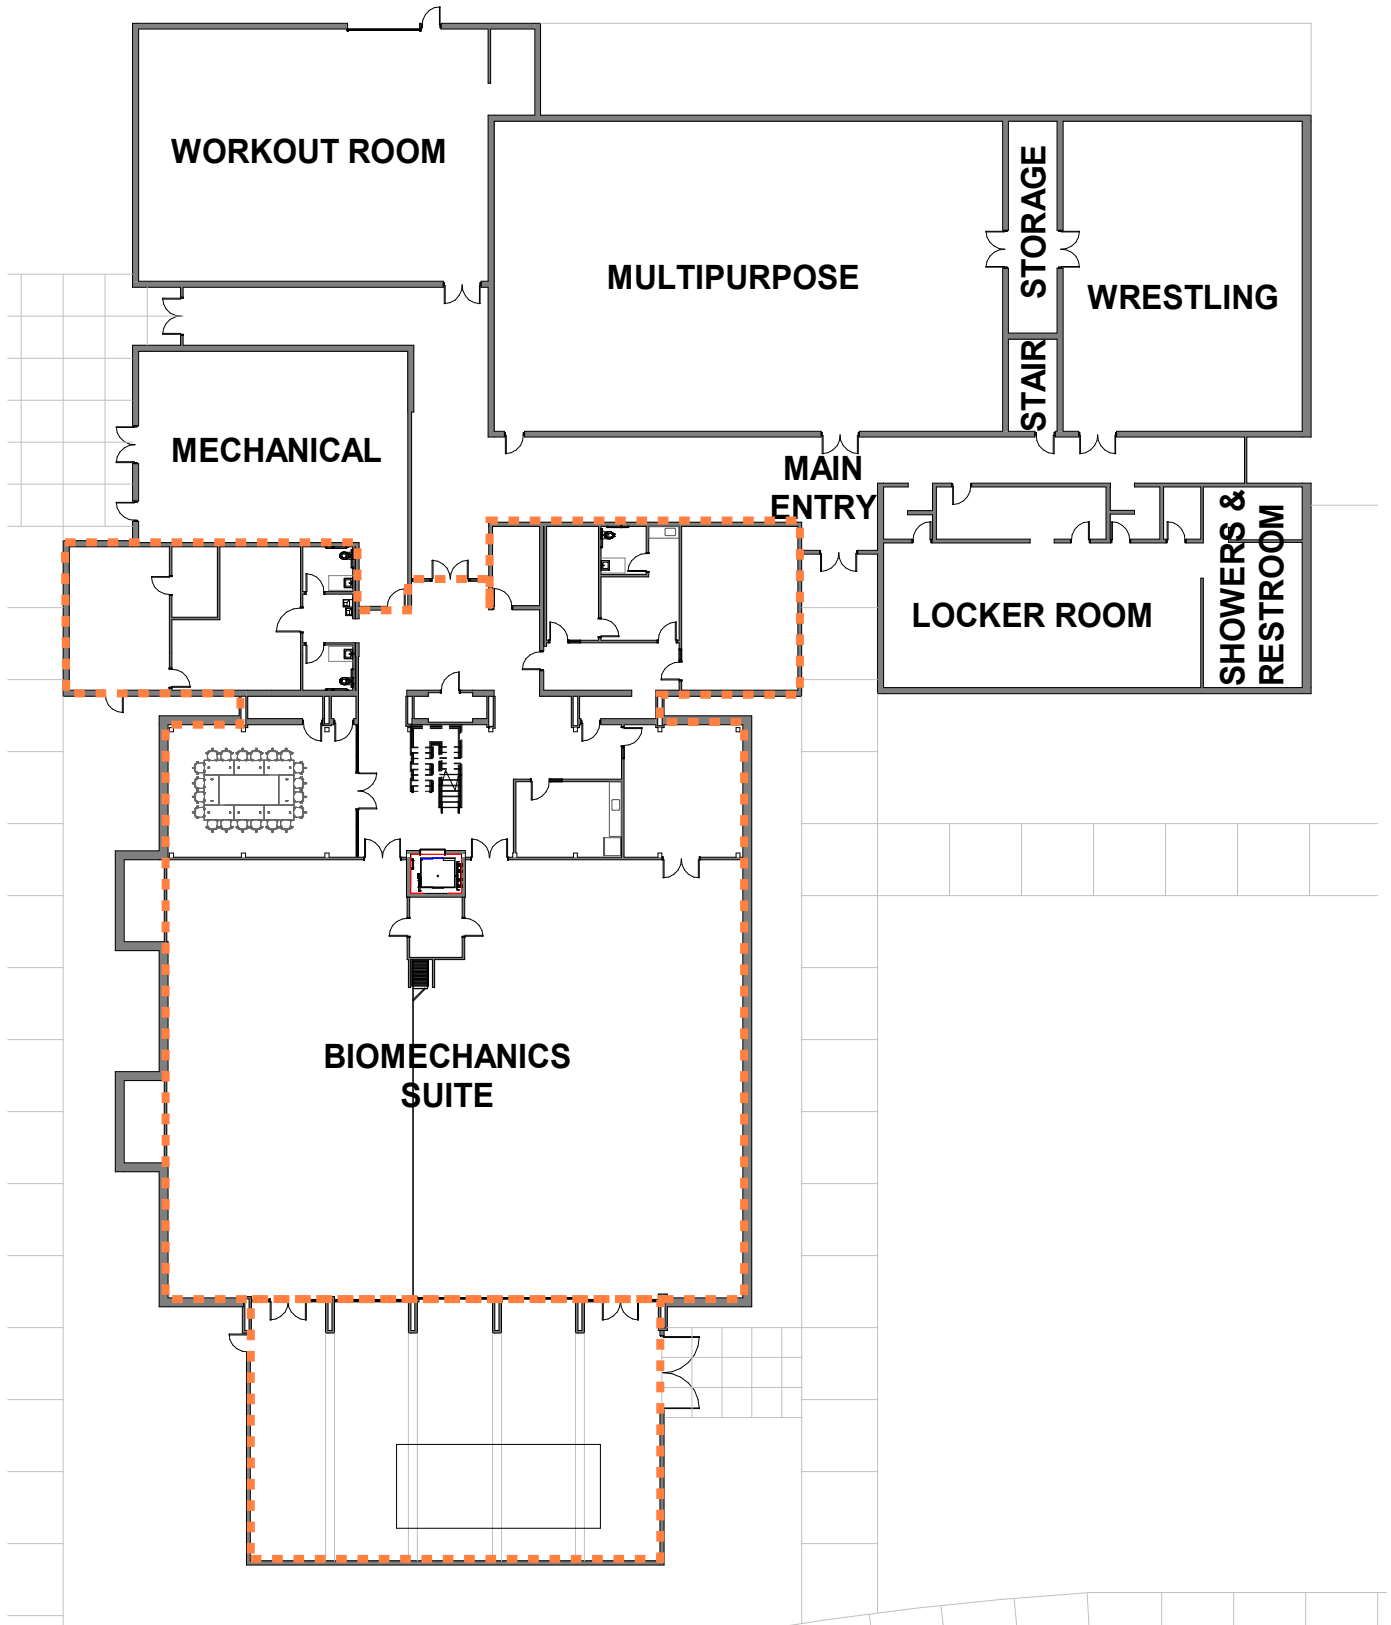 WORKOUT ROOM
MULTIPURPOSE
STORAGE
WRESTLING
STAIR
MECHANICAL
MAIN
ENTRY
LOCKER ROOM
SHOWERS &
RESTROOM
BIOMECHANICS
SUITE